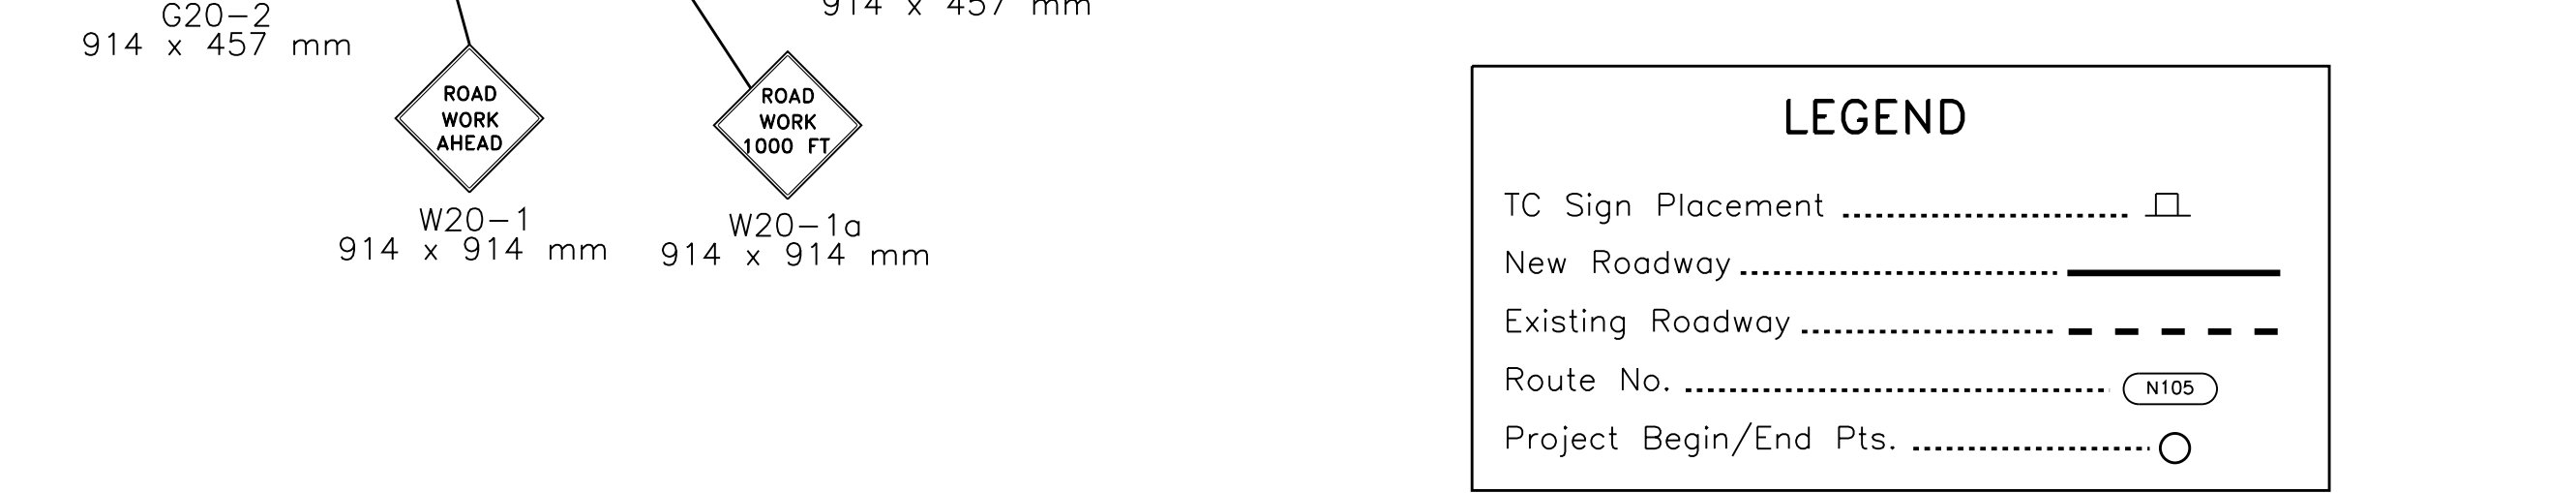 G20-2
914 x 457 mm
914 x 457 mm
ROAD
WORK
AHEAD
W20-1
914 x 914 mm
ROAD
WORK
1000 FT
W20-1a
914 x 914 mm
LEGEND
TC Sign Placement
New Roadway
Existing Roadway
Route No. N105
Project Begin/End Pts.